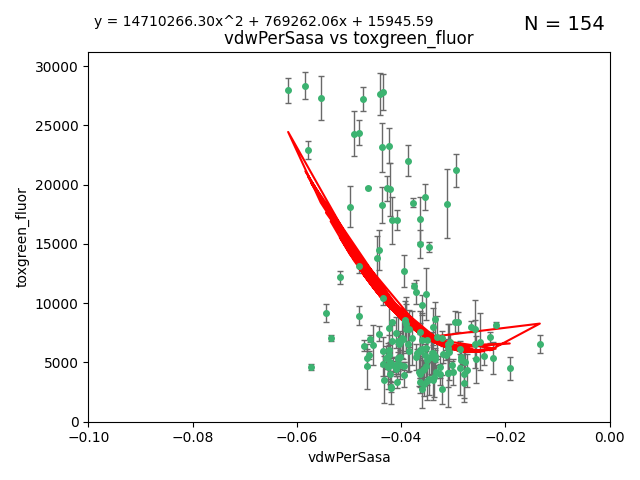 y = 14710266.30x^2 + 769262.06x + 15945.59
N = 154
vdwPerSasa vs toxgreen_fluor
30000
25000
20000
15000
10000
5000
0
toxgreen_fluor
−0.10 −0.08 −0.06 −0.04 −0.02 0.00
vdwPerSasa